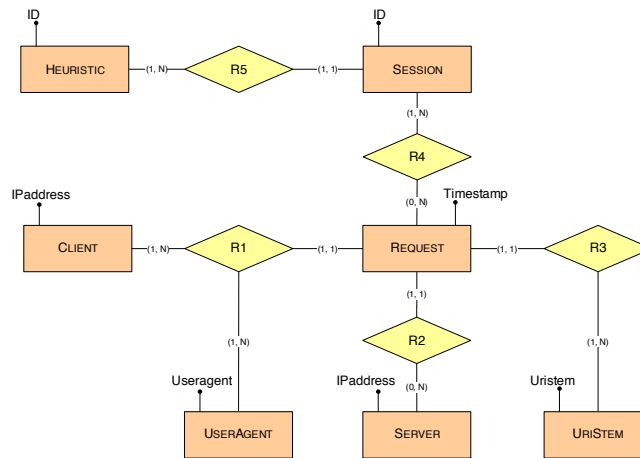 ID
ID
HEURISTIC
(1, N)
R5
(1, 1)
SESSION
(1, N)
R4
(0, N)
IPaddress
Timestamp
CLIENT
(1, N)
R1
(1, 1)
REQUEST
(1, 1)
R3
(1, 1)
(1, N)
R2
(1, N)
Useragent
IPaddress
(0, N)
Uristem
USERAGENT
SERVER
URISTEM